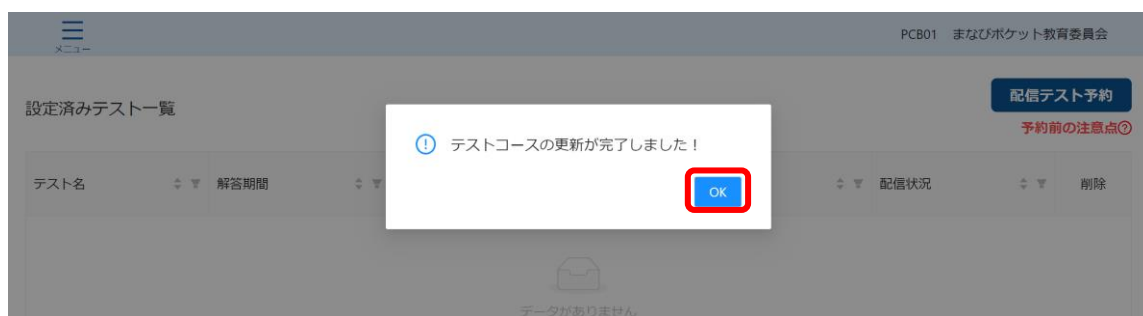 メニュー
PCB01 まなびポケット教育委員会
設定済みテスト一覧
配信テスト予約
予約前の注意点?
テストコースの更新が完了しました!
OK
テスト名 解答期間 配信状況 削除
データがありません